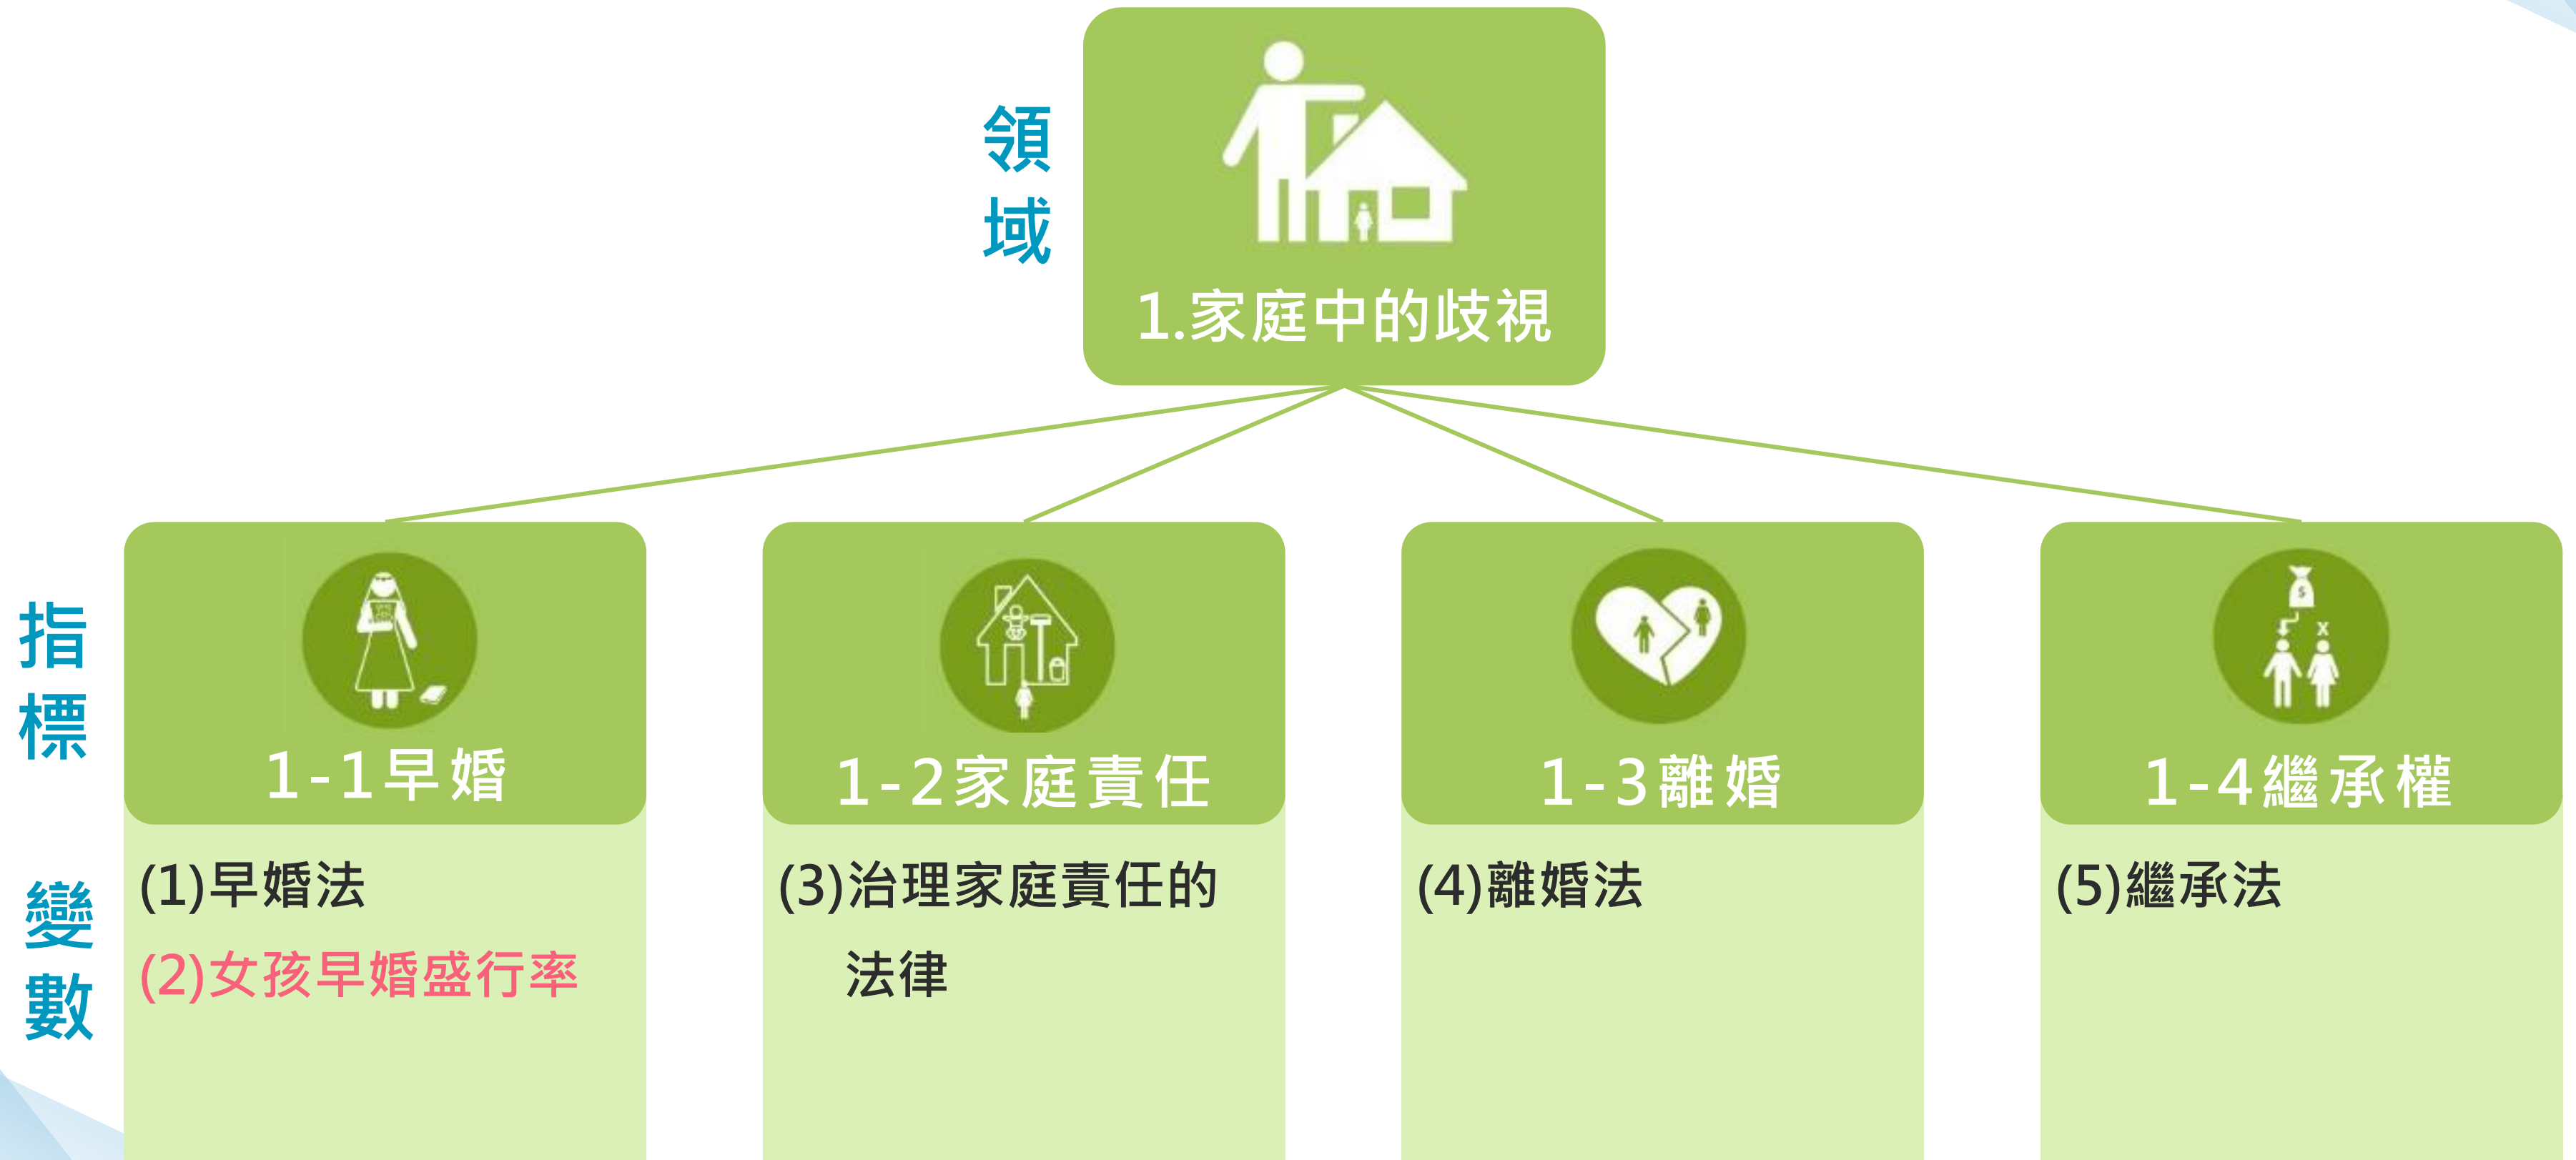 領域
1.家庭中的歧視
指標
1-1早婚
1-2家庭責任
1-3離婚
1-4繼承權
變數
(1)早婚法
(2)女孩早婚盛行率
(3)治理家庭責任的
法律
(4)離婚法
(5)繼承法
$
x